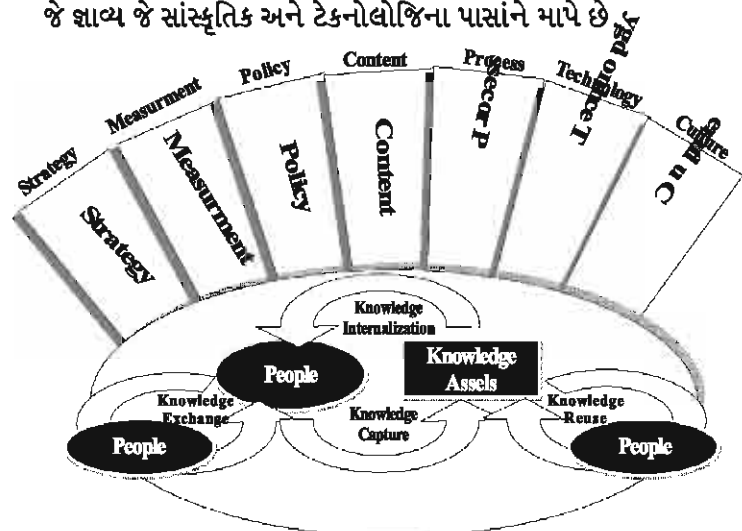 જે જ્ઞાવ્ય જે સાંસ્કૃતિક અને ટેકનોલોજિના પાસાંને માપે છે
Strategy
Measurment
Policy
Content
Process
Technology
Culture
Strategy
Measurment
Policy
Content
Knowledge
Internalization
People
Knowledge
Assels
Knowledge
Exchange
Knowledge
Capture
Knowledge
Reuse
People
People